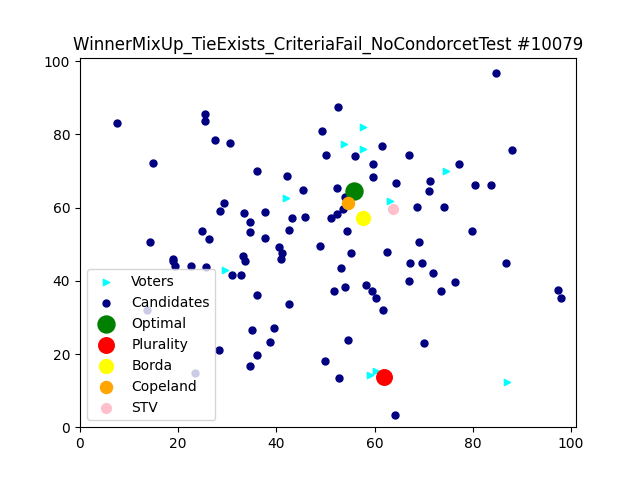 WinnerMixUp_TieExists_CriteriaFail_NoCondorcetTest #10079
100
80
60
40
20
0
Voters
Candidates
Optimal
Plurality
Borda
Copeland
STV
0 20 40 60 80 100